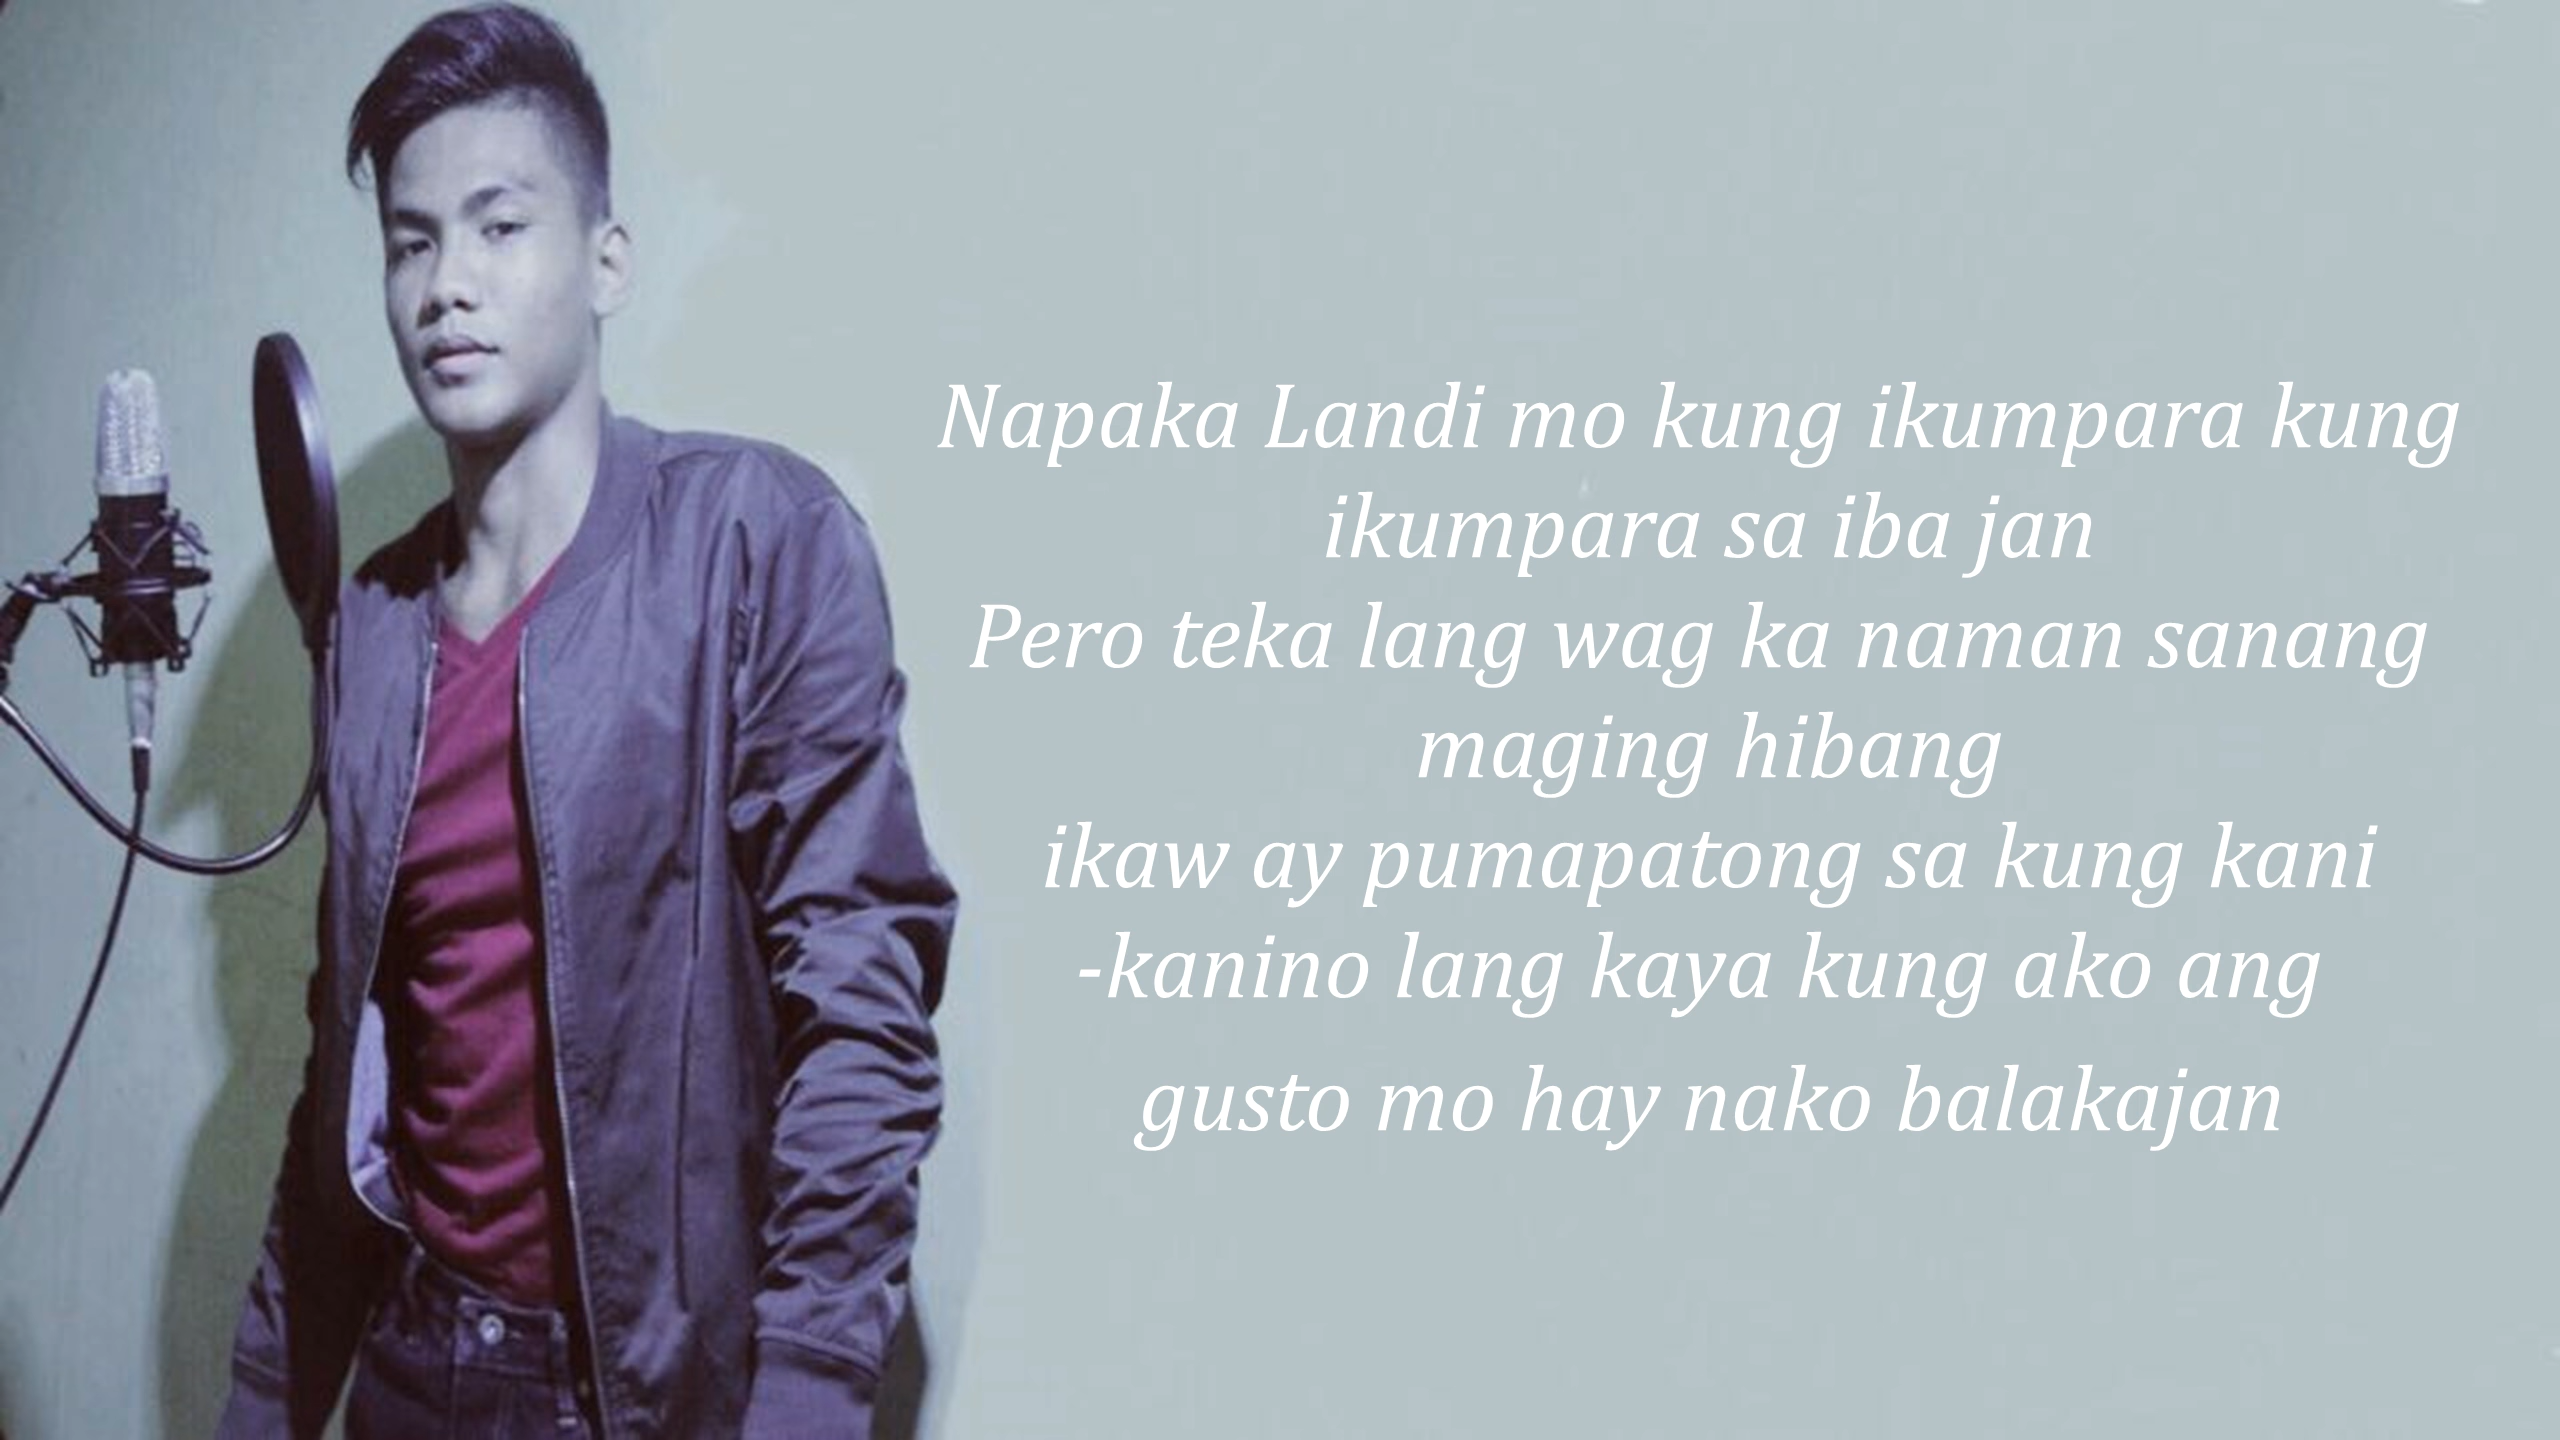 Napaka Landi mo kung ikumpara kung
ikumpara sa iba jan
Pero teka lang wag ka naman sanang
maging hibang
ikaw ay pumapatong sa kung kani
-kanino lang kaya kung ako ang
gusto mo hay nako balakajan